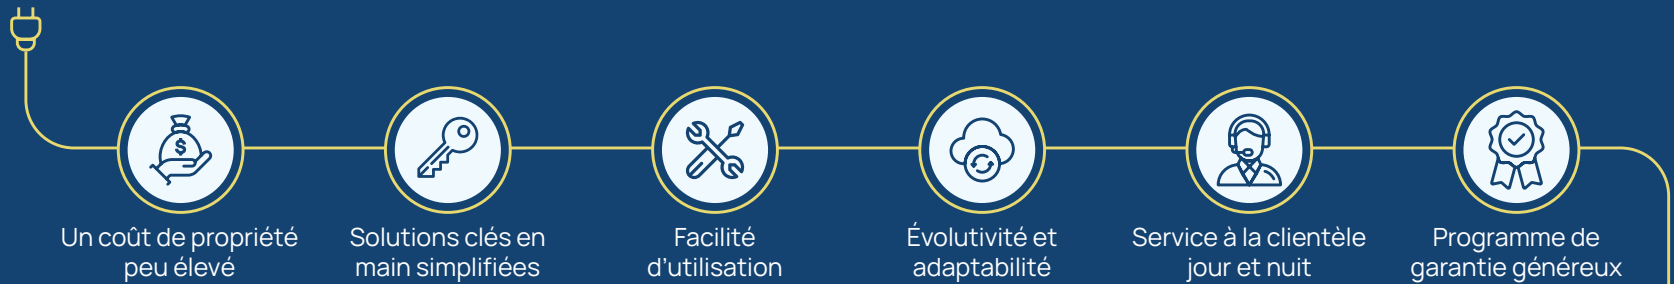 $
Un coût de propriété
peu élevé
Solutions clés en
main simplifiées
Facilité
d’utilisation
Évolutivité et
adaptabilité
Service à la clientèle
jour et nuit
Programme de
garantie généreux